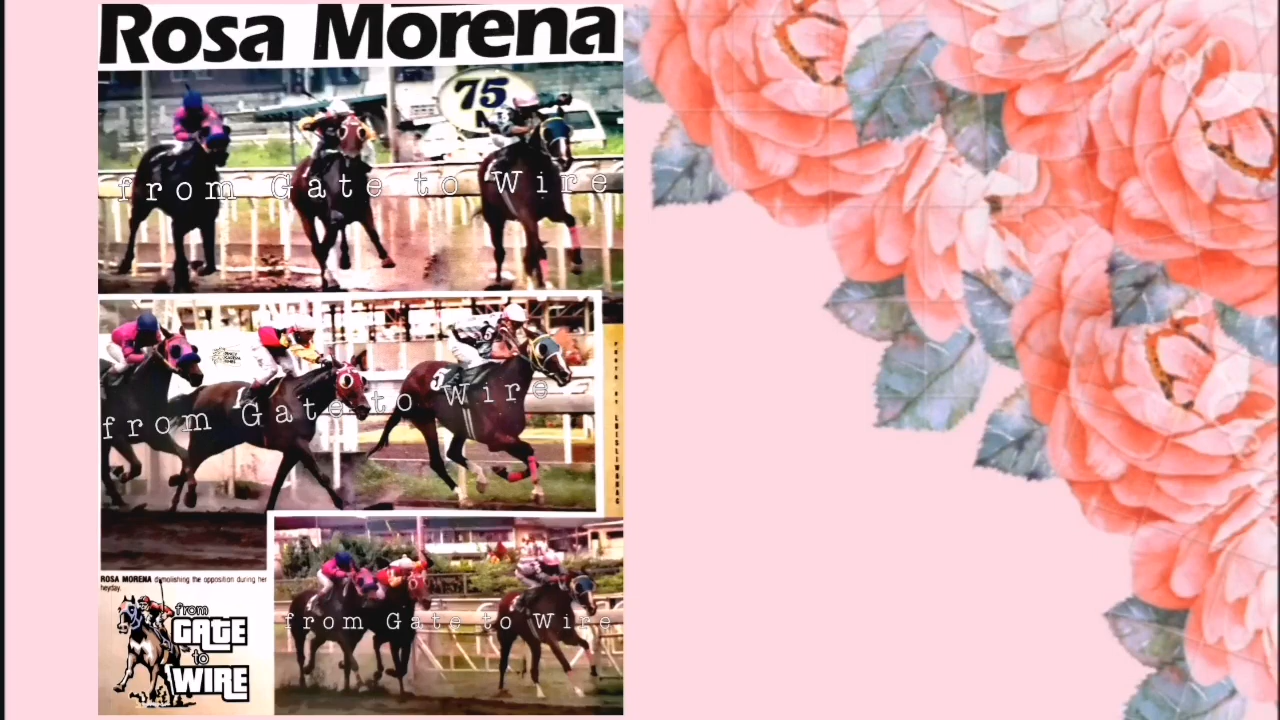 Rosa Morena
75
from Gate to Wire
from Gate to Wire
5
ROSA MORENA demolishing the opposition during her
heyday.
from Gate to Wire
from
GATE
to
WIRE